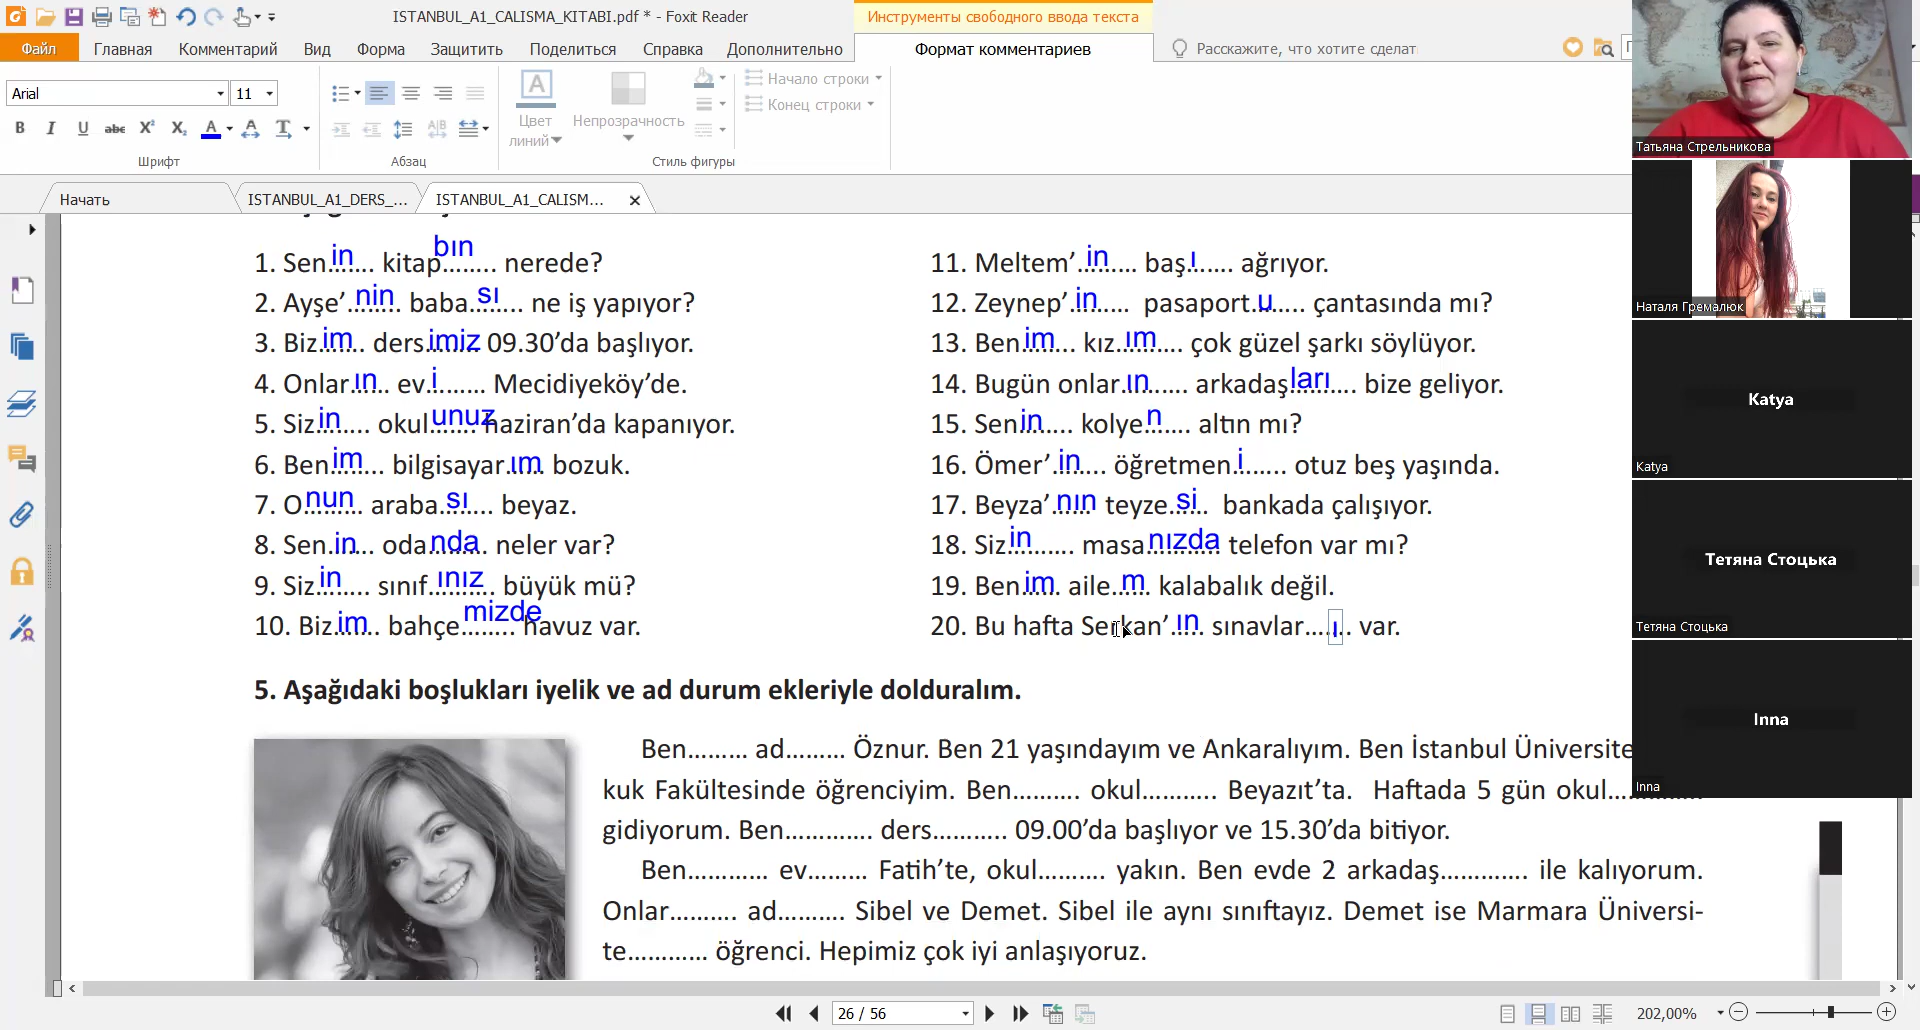 ISTANBUL_A1_CALISMA_KITABI.pdf * - Foxit Reader
Инструменты свободного ввода текста
Файл Главная Комментарий Вид Форма Защитить Поделиться Справка Дополнительно Формат комментариев Расскажите, что хотите сделат
Arial 11
Цвет линий
Непрозрачность
Начало строки
Конец строки
Шрифт Абзац Стиль фигуры
Начать ISTANBUL_A1_DERS_... ISTANBUL_A1_CALISM...
1. Sen.in..... kitap.bın....... nerede?
2. Ayşe’.nin....... baba.sı....... ne iş yapıyor?
3. Biz.im.... ders.imiz... 09.30’da başlıyor.
4. Onlar.ın.... ev.i....... Mecidiyeköy’de.
5. Siz.in....... okul.unuz...... haziran’da kapanıyor.
6. Ben.im...... bilgisayar.ım.... bozuk.
7. O.nun....... araba.sı...... beyaz.
8. Sen.in.... oda.nda....... neler var?
9. Siz.in....... sınıf.ınız......... büyük mü?
10. Biz.im..... bahçe.mizde....... havuz var.
11. Meltem’.in........ baş.ı...... ağrıyor.
12. Zeynep’.in....... pasaport.u...... çantasında mı?
13. Ben.im..... kız.ım......... çok güzel şarkı söylüyor.
14. Bugün onlar.ın....... arkadaş.ları......... bize geliyor.
15. Sen.in....... kolye.n...... altın mı?
16. Ömer’.in...... öğretmen.i....... otuz beş yaşında.
17. Beyza’.nın..... teyze.si..... bankada çalışıyor.
18. Siz.in......... masa.nızda.......... telefon var mı?
19. Ben.im.... aile.m.... kalabalık değil.
20. Bu hafta Serkan’.ın.... sınavlar...ı... var.
5. Aşağıdaki boşlukları iyelik ve ad durum ekleriyle dolduralım.
Ben......... ad......... Öznur. Ben 21 yaşındayım ve Ankaralıyım. Ben İstanbul Üniversite
kuk Fakültesinde öğrenciyim. Ben.......... okul........... Beyazıt’ta. Haftada 5 gün okul...........
gidiyorum. Ben............. ders........... 09.00’da başlıyor ve 15.30’da bitiyor.
Ben............ ev......... Fatih’te, okul.......... yakın. Ben evde 2 arkadaş............. ile kalıyorum.
Onlar.......... ad.......... Sibel ve Demet. Sibel ile aynı sınıftayız. Demet ise Marmara Üniversi-
te............ öğrenci. Hepimiz çok iyi anlaşıyoruz.
Татьяна Стрельникова
Наталя Гремалюк
Katya
Katya
Тетяна Стоцька
Тетяна Стоцька
Inna
Inna
26 / 56
202,00%